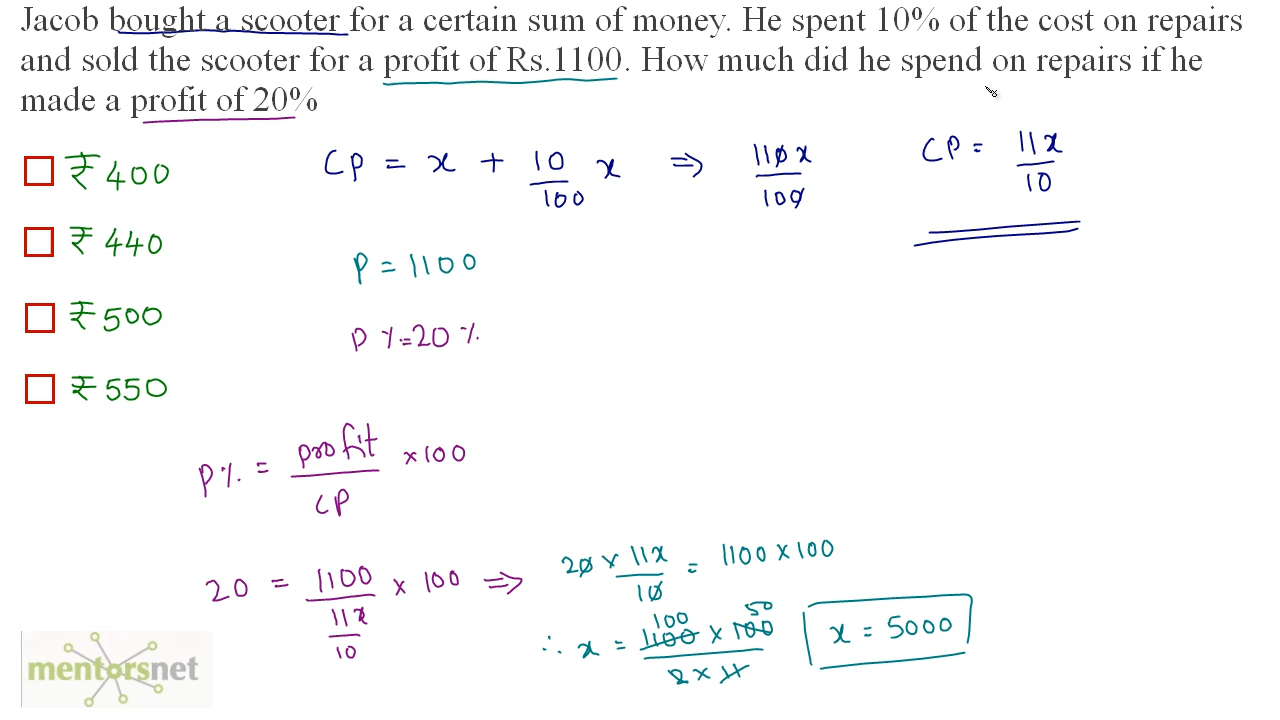 Jacob bought a scooter for a certain sum of money. He spent 10% of the cost on repairs
and sold the scooter for a profit of Rs.1100. How much did he spend on repairs if he
made a profit of 20%
₹ 400
₹ 440
₹ 500
₹ 550
CP = x + 10/100 x ⇒ 110x/100
CP = 11x/10
P = 1100
P % = 20 %
P% = profit/CP × 100
20 = 1100/(11x/10) × 100 ⇒ 20 × 11x/10 = 1100 × 100
100 50
∴ x = 1100 × 100/2 × 11
x = 5000
mentorsnet